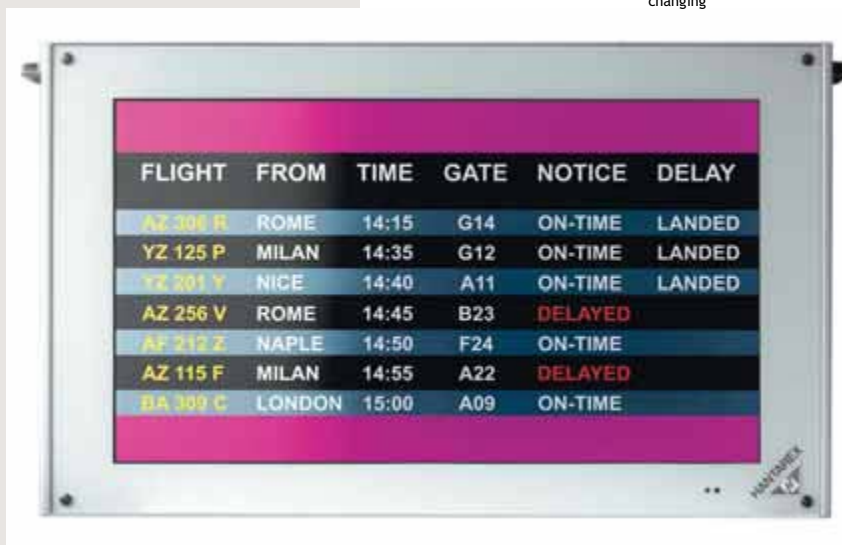 changing
FLIGHT FROM TIME GATE NOTICE DELAY
AZ 306 R ROME 14:15 G14 ON-TIME LANDED
YZ 125 P MILAN 14:35 G12 ON-TIME LANDED
YZ 201 Y NICE 14:40 A11 ON-TIME LANDED
AZ 256 V ROME 14:45 B23 DELAYED
AF 212 Z NAPLE 14:50 F24 ON-TIME
AZ 115 F MILAN 14:55 A22 DELAYED
BA 309 C LONDON 15:00 A09 ON-TIME
HANTAREX